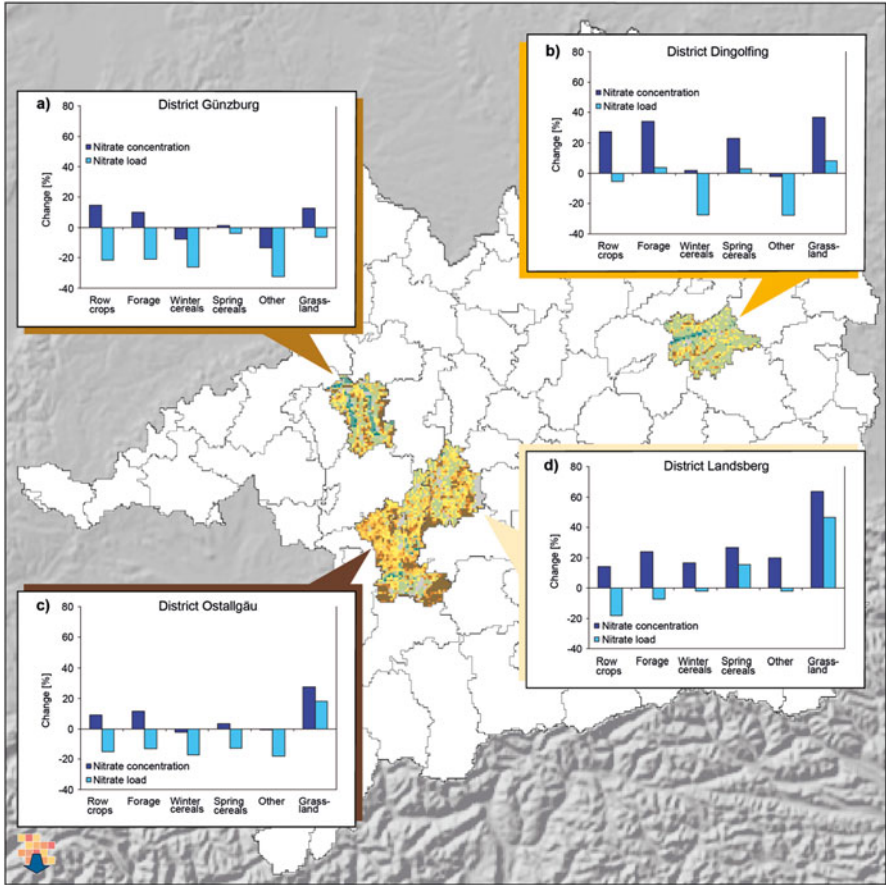 a)
District Günzburg
80
60
40
20
0
-20
-40
Change [%]
Nitrate concentration
Nitrate load
Row crops
Forage
Winter cereals
Spring cereals
Other
Grass-land
b)
District Dingolfing
80
60
40
20
0
-20
-40
Change [%]
Nitrate concentration
Nitrate load
Row crops
Forage
Winter cereals
Spring cereals
Other
Grass-land
c)
District Ostallgäu
80
60
40
20
0
-20
-40
Change [%]
Nitrate concentration
Nitrate load
Row crops
Forage
Winter cereals
Spring cereals
Other
Grass-land
d)
District Landsberg
80
60
40
20
0
-20
-40
Change [%]
Nitrate concentration
Nitrate load
Row crops
Forage
Winter cereals
Spring cereals
Other
Grass-land